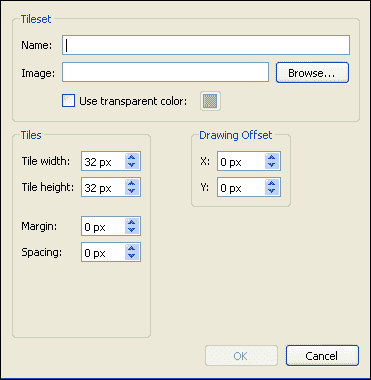 Tileset
Name:
Image: Browse...
Use transparent color:
Tiles
Tile width: 32 px
Tile height: 32 px
Margin: 0 px
Spacing: 0 px
Drawing Offset
X: 0 px
Y: 0 px
OK Cancel